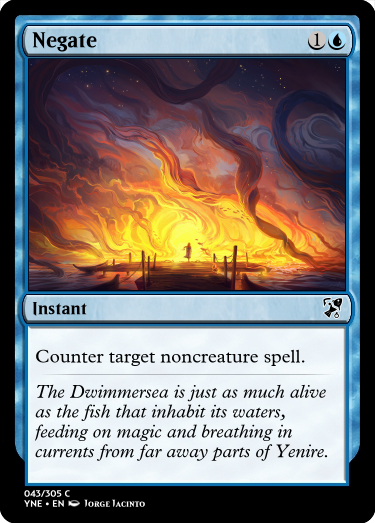 Negate 1
Instant
Counter target noncreature spell.
The Dwimmersea is just as much alive
as the fish that inhabit its waters,
feeding on magic and breathing in
currents from far away parts of Yenire.
043/305 C
YNE • EN Jorge Jacinto